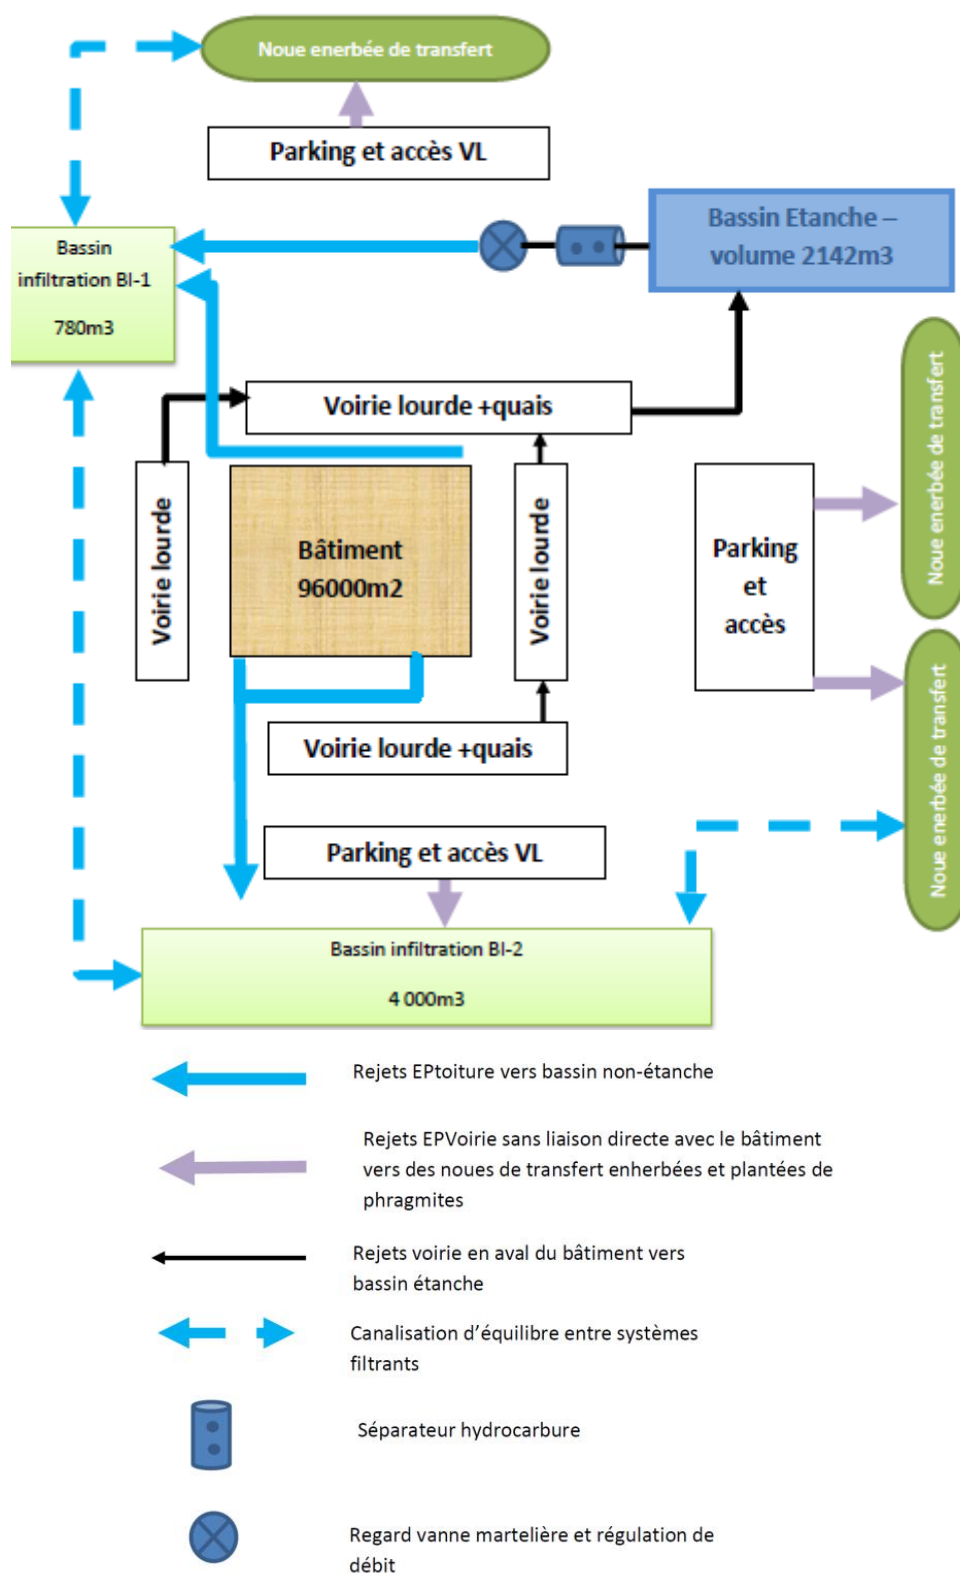 Noue enerbée de transfert
Parking et accès VL
Bassin Etanche –
volume 2142m3
Bassin
infiltration BI-1
780m3
Noue enerbée de transfert
Voirie lourde +quais
Voirie lourde
Bâtiment
96000m2
Voirie lourde
Parking
et
accès
Noue enerbée de transfert
Voirie lourde +quais
Parking et accès VL
Bassin infiltration BI-2
4 000m3
Rejets EPtoiture vers bassin non-étanche
Rejets EPVoirie sans liaison directe avec le bâtiment
vers des noues de transfert enherbées et plantées de
phragmites
Rejets voirie en aval du bâtiment vers
bassin étanche
Canalisation d’équilibre entre systèmes
filtrants
Séparateur hydrocarbure
Regard vanne martelière et régulation de
débit